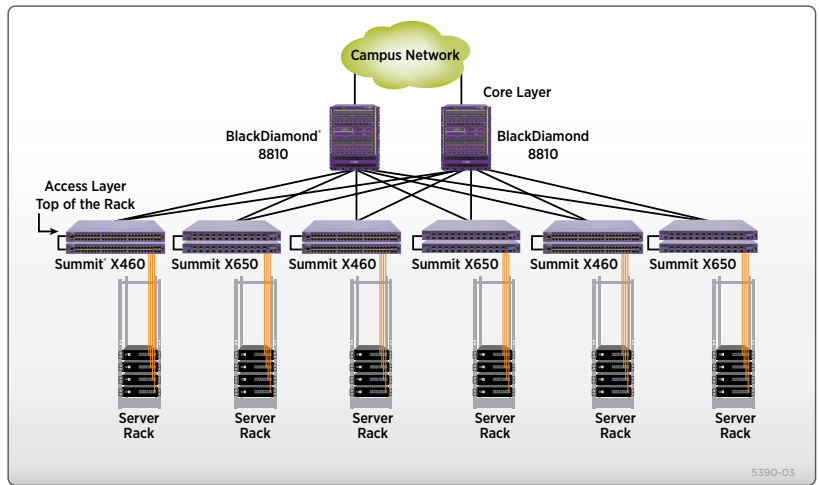 Campus Network
Core Layer
BlackDiamond®
8810
BlackDiamond
8810
Access Layer
Top of the Rack
Summit® X460
Summit X650
Summit X460
Summit X650
Summit X460
Summit X650
Server
Rack
Server
Rack
Server
Rack
Server
Rack
Server
Rack
Server
Rack
5390-03